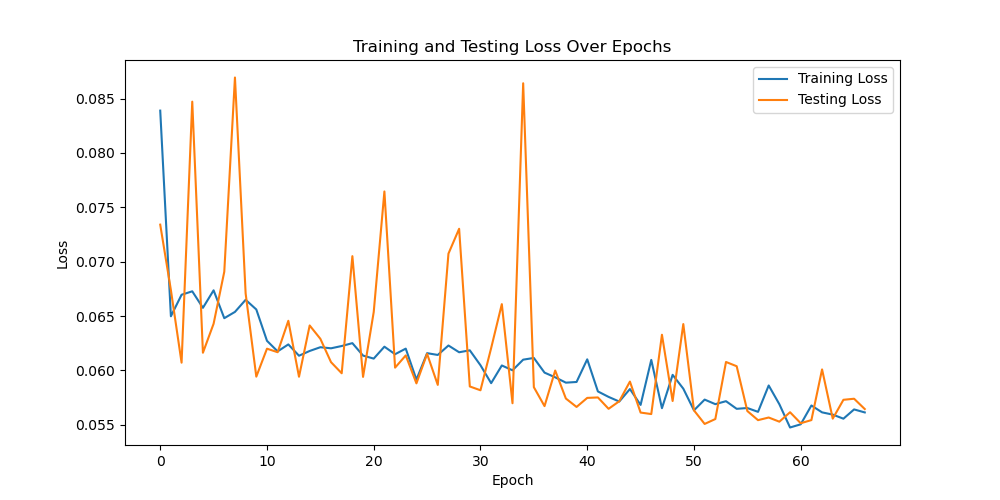 Training and Testing Loss Over Epochs
Training Loss
Testing Loss
0.085
0.080
0.075
0.070
0.065
0.060
0.055
Loss
0 10 20 30 40 50 60
Epoch